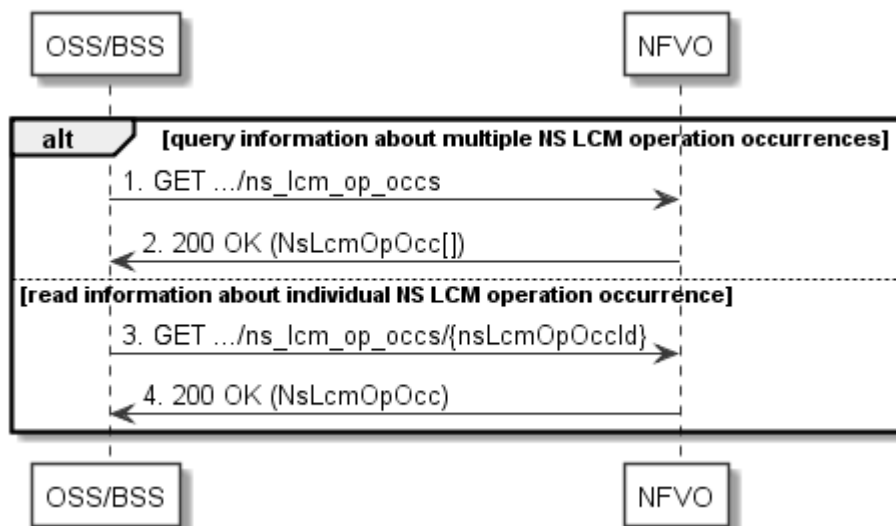 OSS/BSS NFVO
alt [query information about multiple NS LCM operation occurrences]
1. GET .../ns_lcm_op_occs
2. 200 OK (NsLcmOpOcc[])
[read information about individual NS LCM operation occurrence]
3. GET .../ns_lcm_op_occs/{nsLcmOpOccId}
4. 200 OK (NsLcmOpOcc)
OSS/BSS NFVO